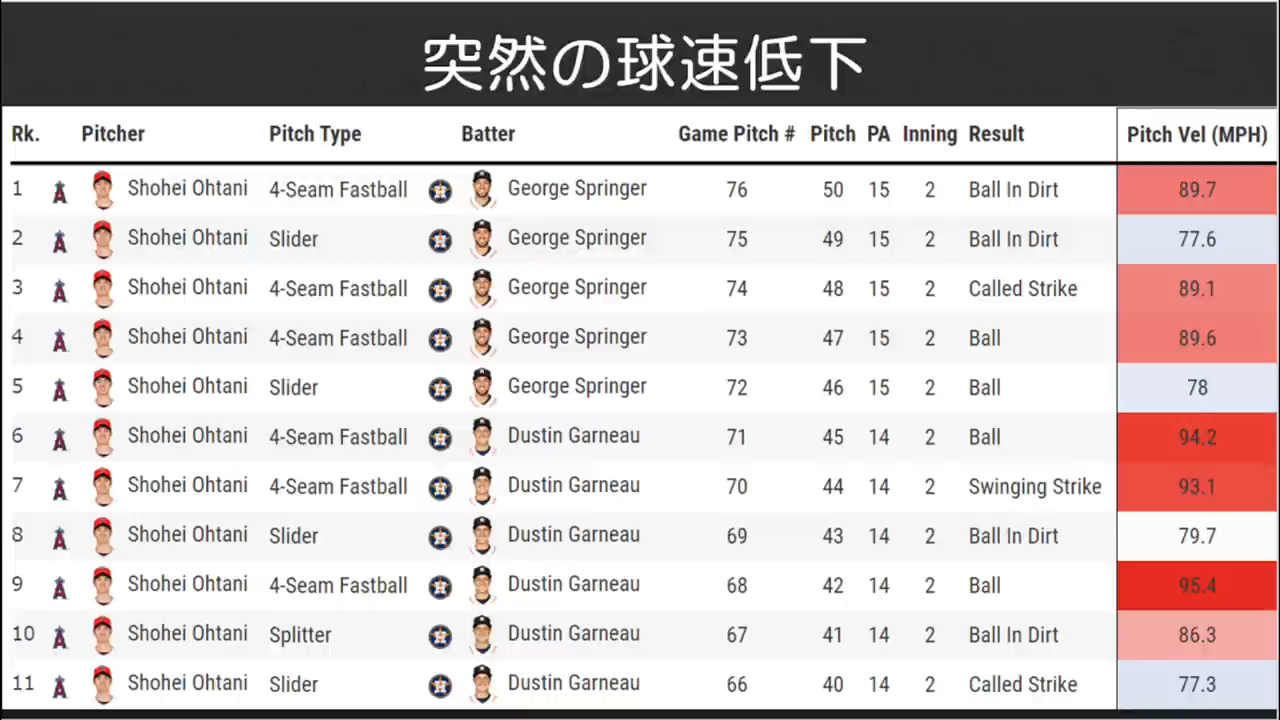 突然の球速低下
Rk. Pitcher Pitch Type Batter Game Pitch # Pitch PA Inning Result Pitch Vel (MPH)
1 Shohei Ohtani 4-Seam Fastball George Springer 76 50 15 2 Ball In Dirt 89.7
2 Shohei Ohtani Slider George Springer 75 49 15 2 Ball In Dirt 77.6
3 Shohei Ohtani 4-Seam Fastball George Springer 74 48 15 2 Called Strike 89.1
4 Shohei Ohtani 4-Seam Fastball George Springer 73 47 15 2 Ball 89.6
5 Shohei Ohtani Slider George Springer 72 46 15 2 Ball 78
6 Shohei Ohtani 4-Seam Fastball Dustin Garneau 71 45 14 2 Ball 94.2
7 Shohei Ohtani 4-Seam Fastball Dustin Garneau 70 44 14 2 Swinging Strike 93.1
8 Shohei Ohtani Slider Dustin Garneau 69 43 14 2 Ball In Dirt 79.7
9 Shohei Ohtani 4-Seam Fastball Dustin Garneau 68 42 14 2 Ball 95.4
10 Shohei Ohtani Splitter Dustin Garneau 67 41 14 2 Ball In Dirt 86.3
11 Shohei Ohtani Slider Dustin Garneau 66 40 14 2 Called Strike 77.3